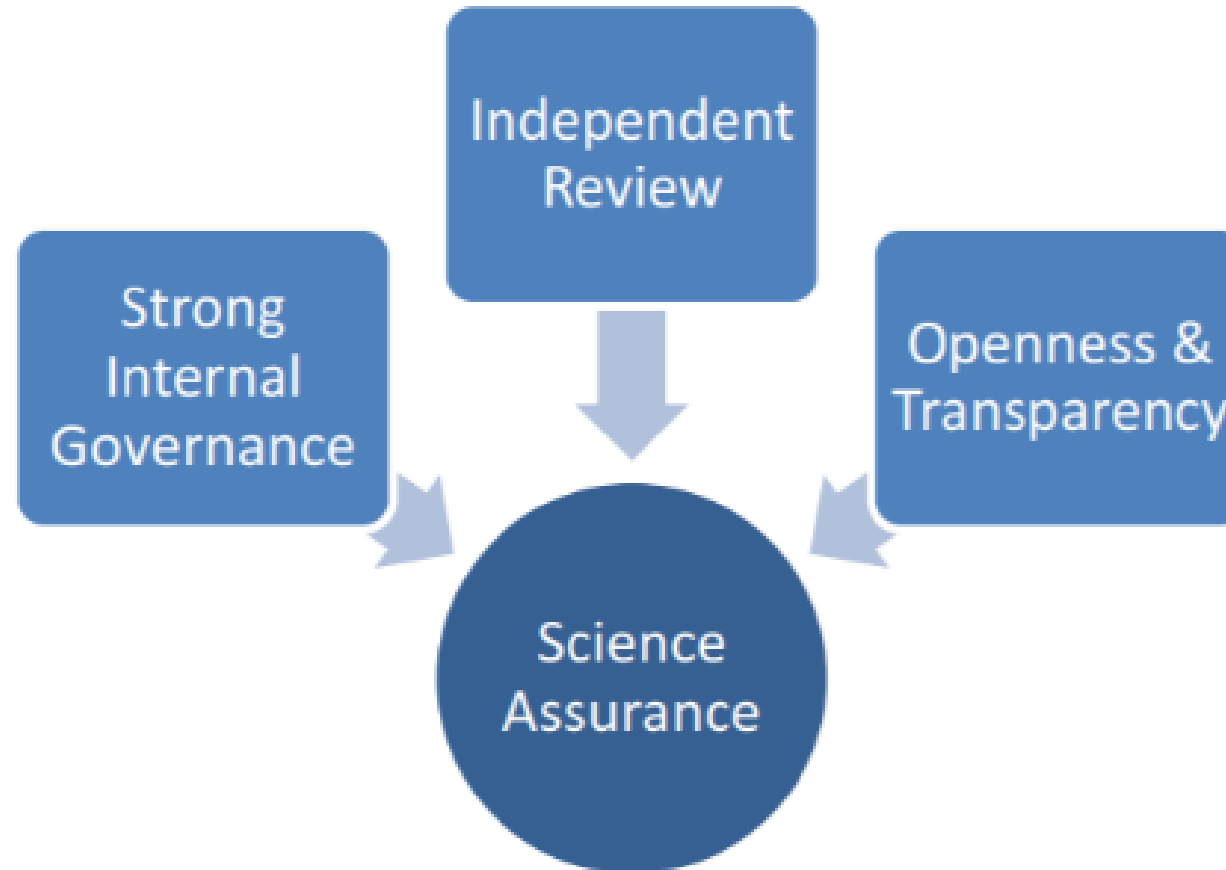 Independent
Review
Strong
Internal
Governance
Openness &
Transparency
Science
Assurance